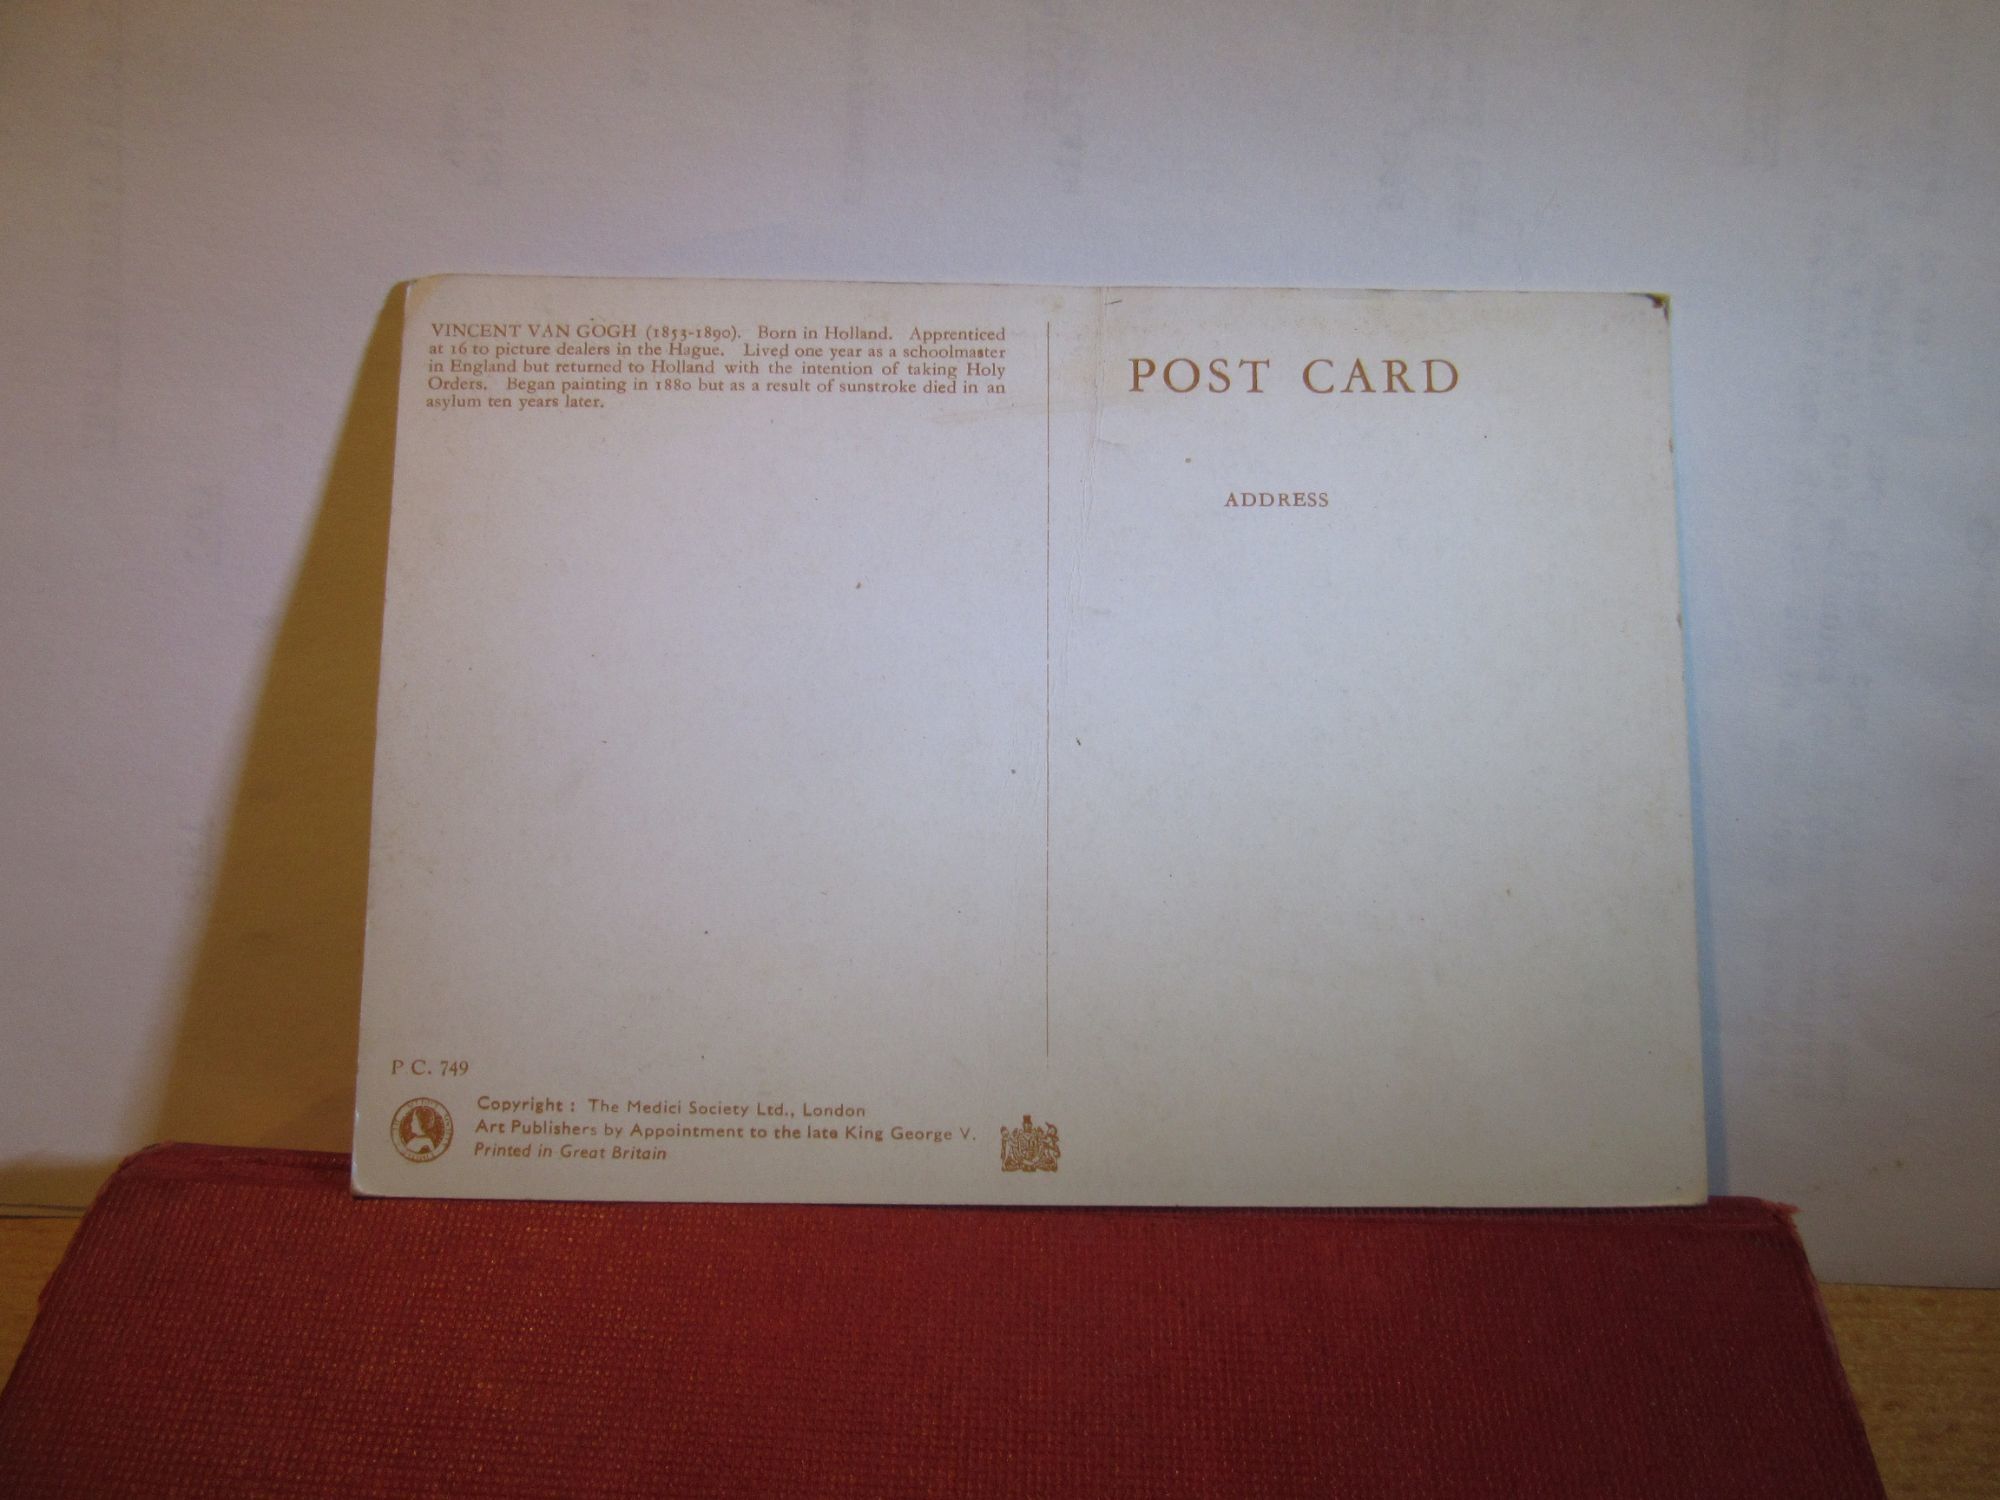 VINCENT VAN GOGH (1853-1890). Born in Holland. Apprenticed
at 16 to picture dealers in the Hague. Lived one year as a schoolmaster
in England but returned to Holland with the intention of taking Holy
Orders. Began painting in 1880 but as a result of sunstroke died in an
asylum ten years later.
POST CARD
ADDRESS
P C. 749
Copyright : The Medici Society Ltd., London
Art Publishers by Appointment to the late King George V.
Printed in Great Britain